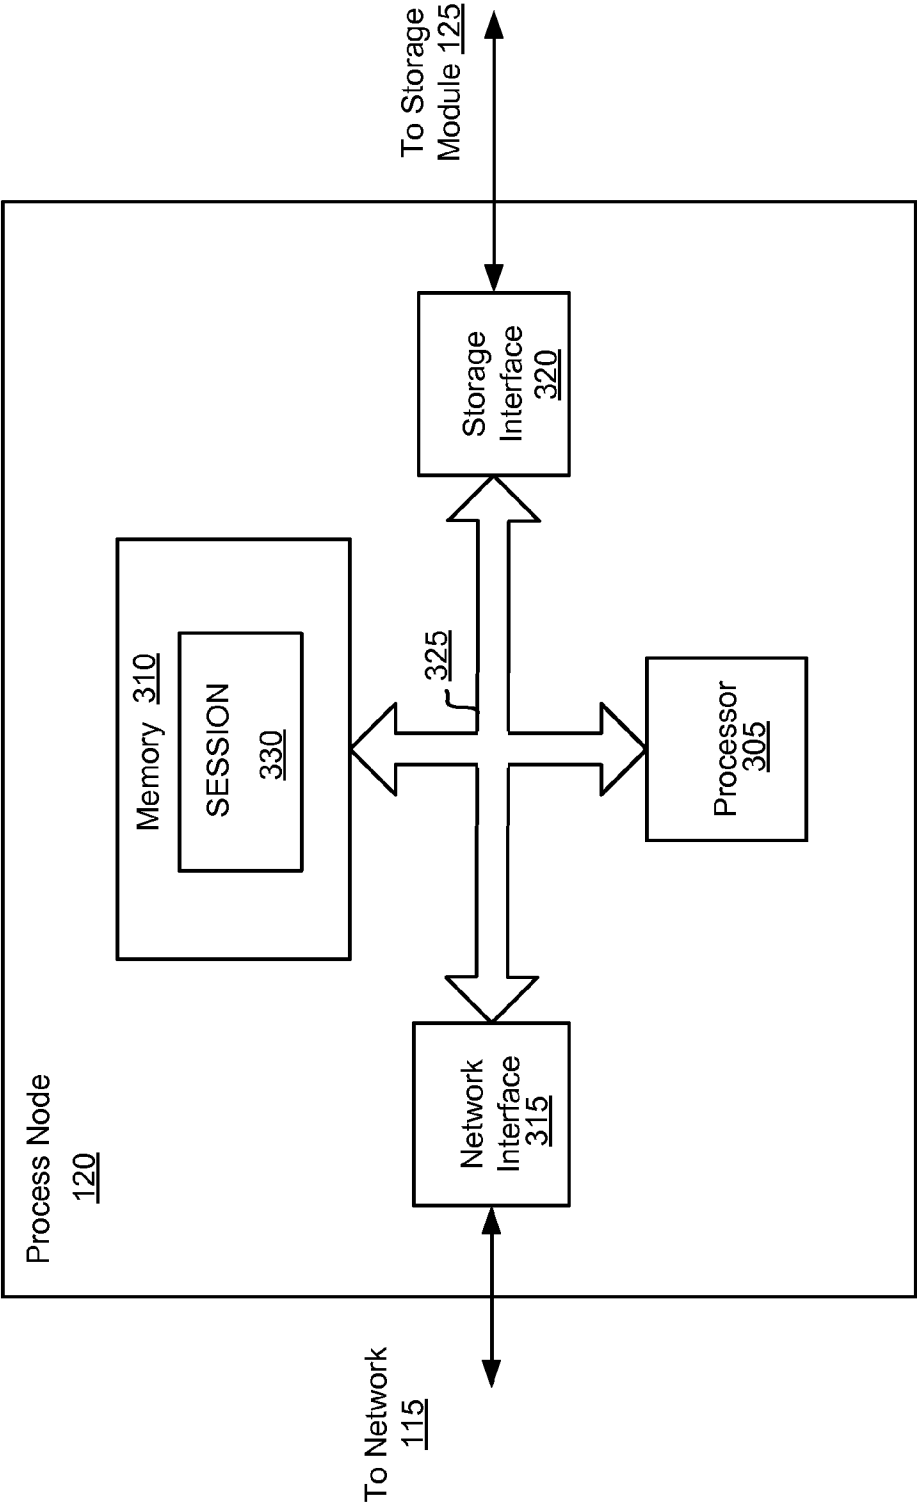 Process Node
120
Memory 310
SESSION
330
325
To Network
115
Network
Interface
315
Storage
Interface
320
To Storage
Module 125
Processor
305